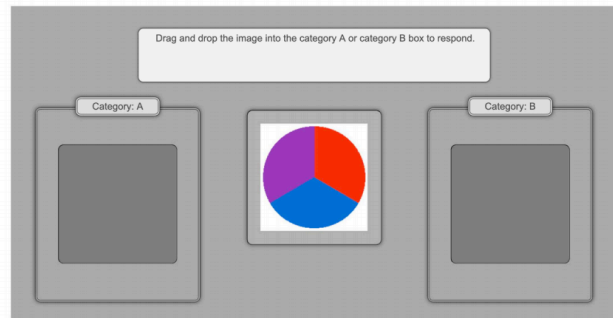 Drag and drop the image into the category A or category B box to respond.
Category: A
Category: B